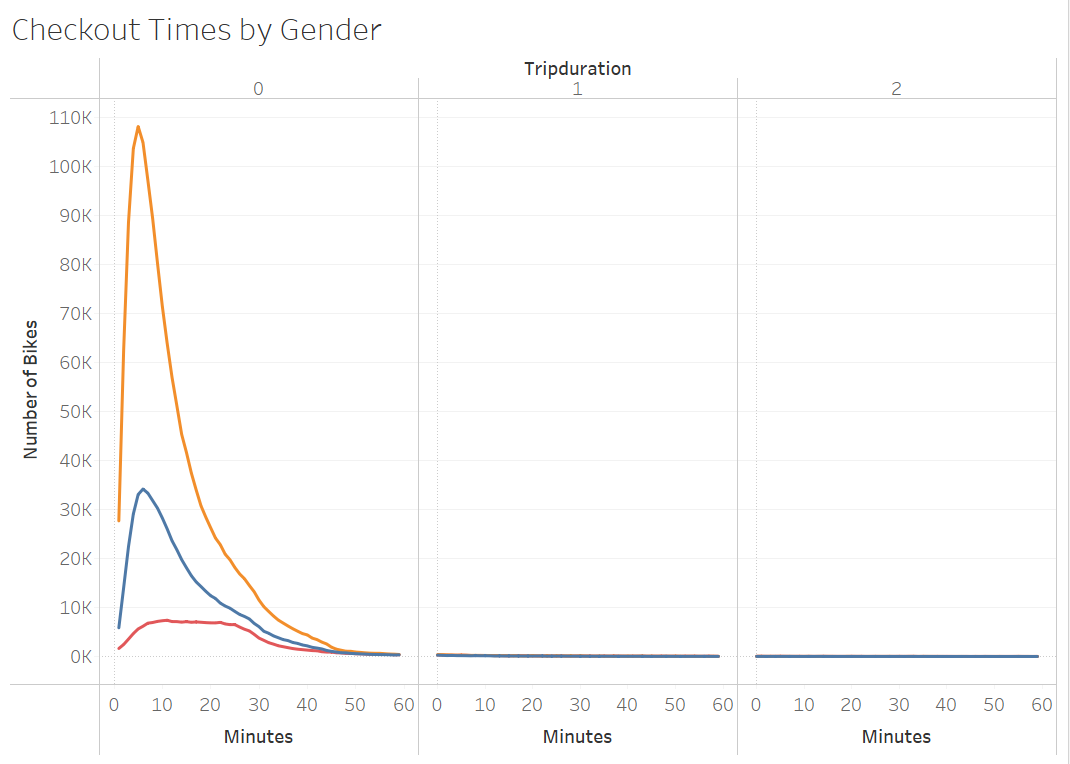 Checkout Times by Gender
Tripduration
0 1 2
110K
100K
90K
80K
70K
60K
50K
40K
30K
20K
10K
0K
Number of Bikes
0 10 20 30 40 50 60 0 10 20 30 40 50 60 0 10 20 30 40 50 60
Minutes Minutes Minutes